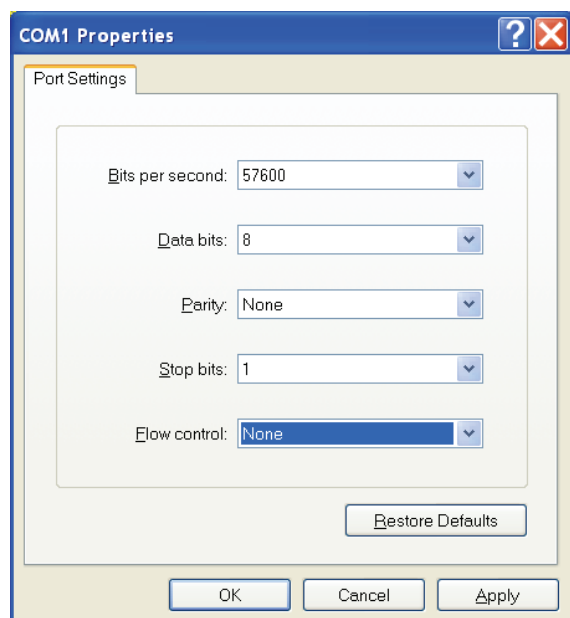 COM1 Properties
Port Settings
Bits per second: 57600
Data bits: 8
Parity: None
Stop bits: 1
Flow control: None
Restore Defaults
OK Cancel Apply